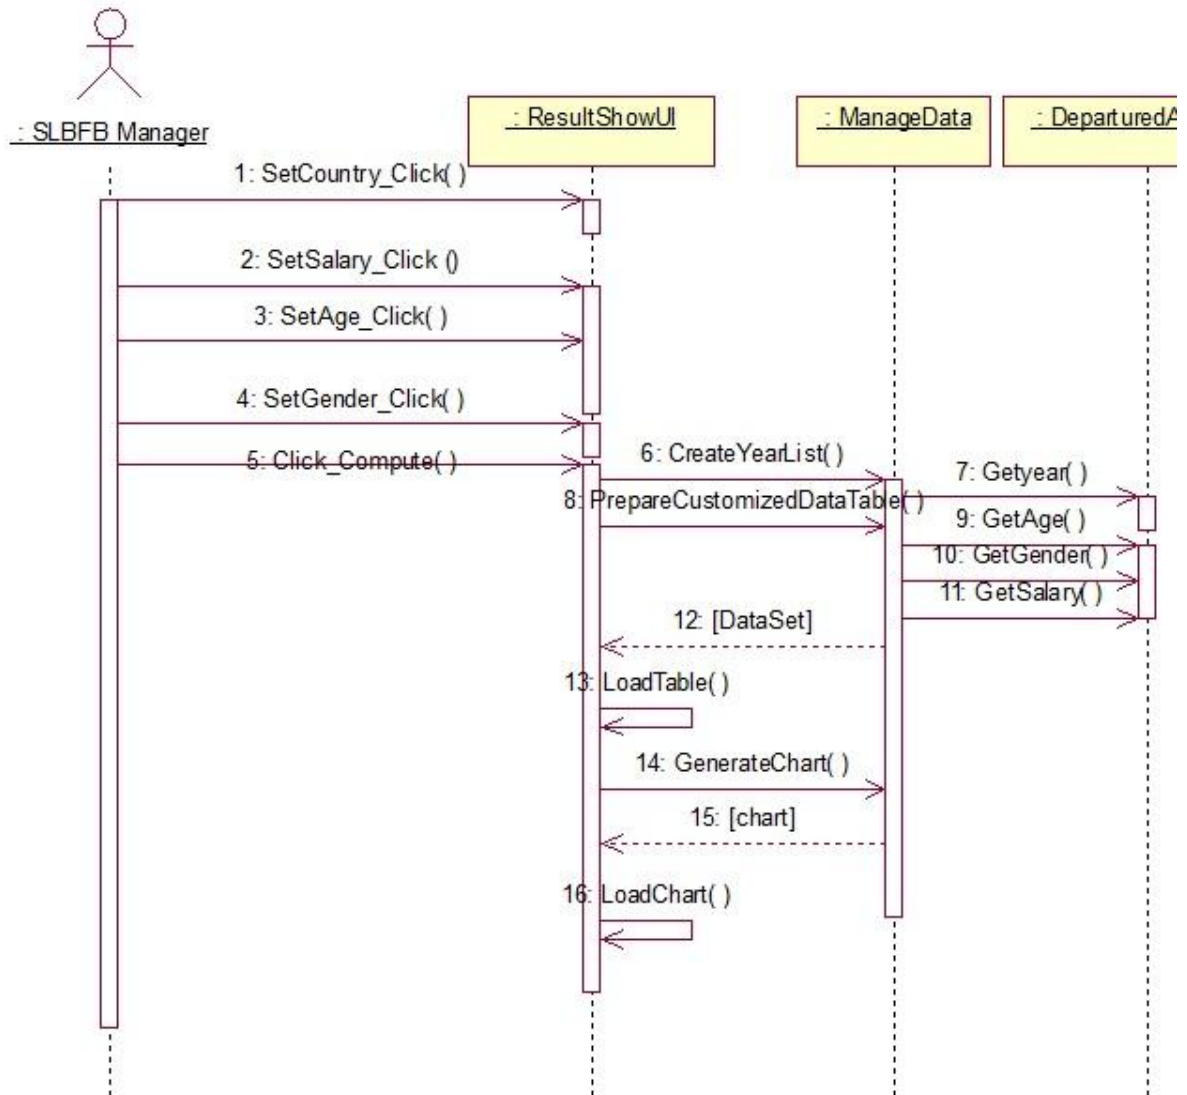 : SLBFB Manager
: ResultShowUI
: ManageData
: DeparturedA
1: SetCountry_Click( )
2: SetSalary_Click ()
3: SetAge_Click( )
4: SetGender_Click( )
5: Click_Compute( )
6: CreateYearList( )
7: Getyear( )
8: PrepareCustomizedDataTable( )
9: GetAge( )
10: GetGender( )
11: GetSalary( )
12: [DataSet]
13: LoadTable( )
14: GenerateChart( )
15: [chart]
16: LoadChart( )